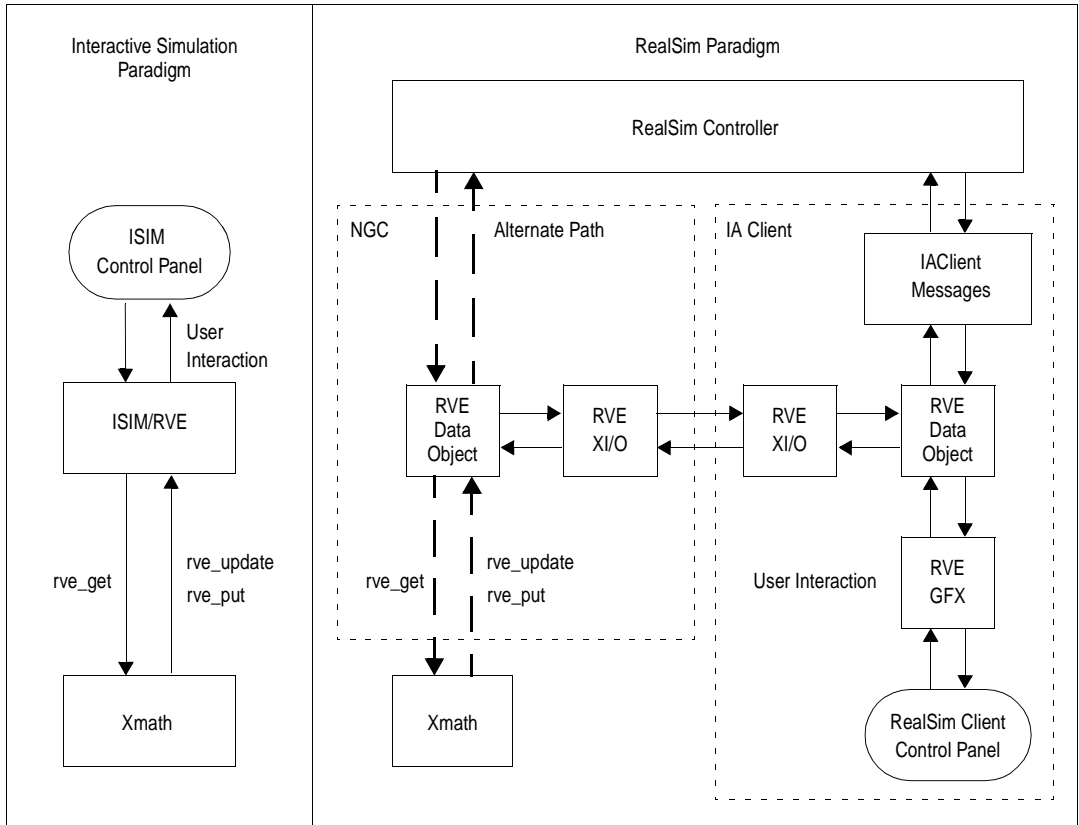 Interactive Simulation
Paradigm
ISIM
Control Panel
User
Interaction
ISIM/RVE
rve_get
rve_update
rve_put
Xmath
RealSim Paradigm
RealSim Controller
NGC
Alternate Path
IA Client
IAClient
Messages
RVE
Data
Object
RVE
XI/O
RVE
XI/O
RVE
Data
Object
rve_get
rve_update
rve_put
User Interaction
RVE
GFX
Xmath
RealSim Client
Control Panel